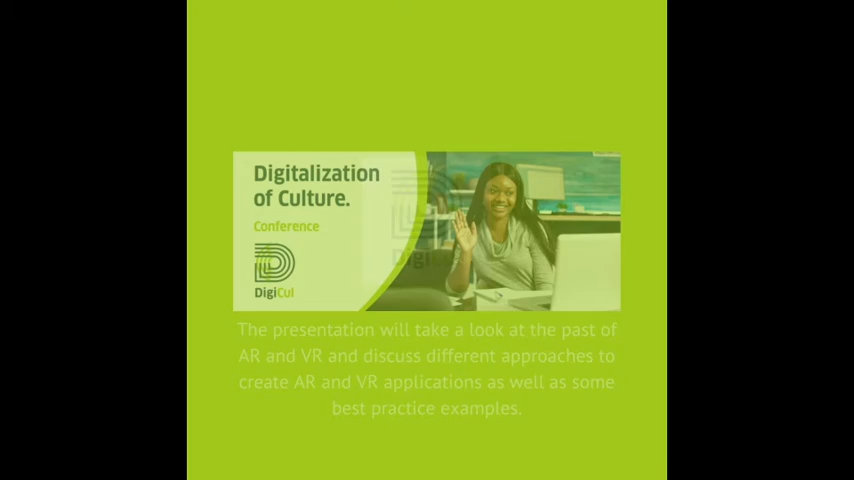 Digitalization
of Culture.
Conference
DigiCul
DigiCul
The presentation will take a look at the past of
AR and VR and discuss different approaches to
create AR and VR applications as well as some
best practice examples.